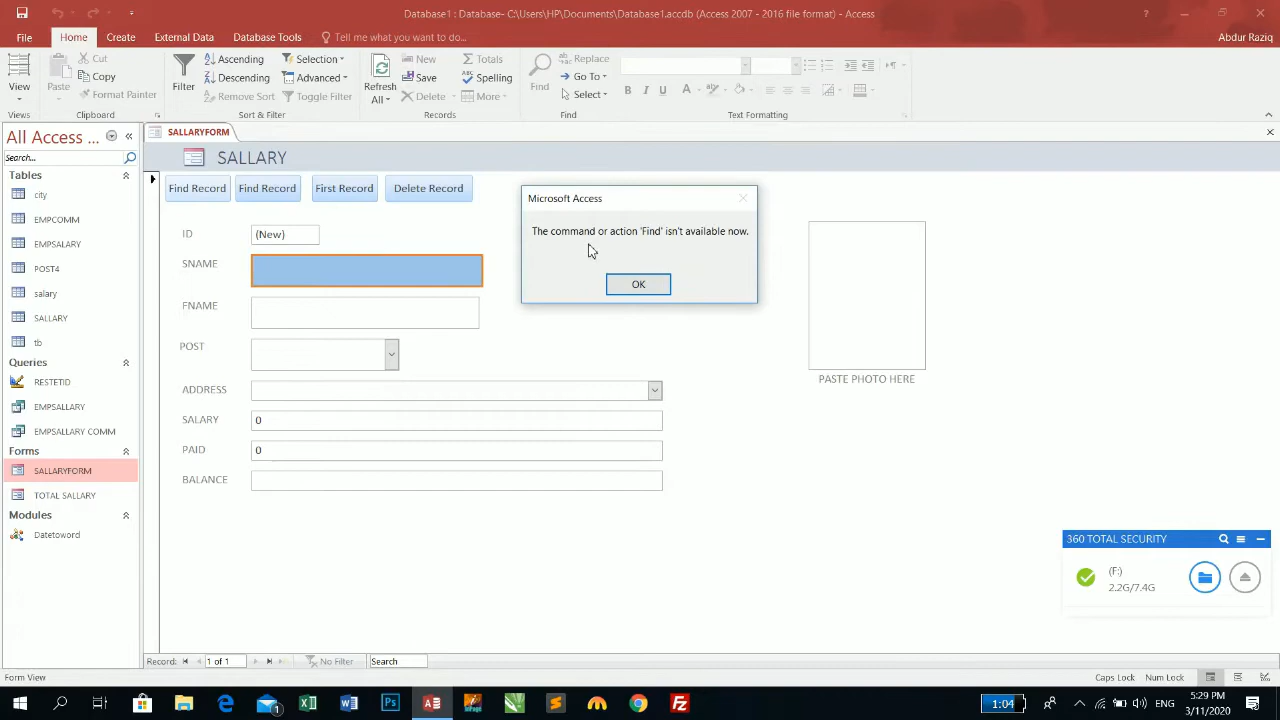 Database1 : Database- C:\Users\HP\Documents\Database1.accdb (Access 2007 - 2016 file format) - Access
File Home Create External Data Database Tools Tell me what you want to do... Abdur Raziq
View
Views
Paste
Cut
Copy
Format Painter
Clipboard
Filter
Ascending
Descending
Remove Sort
Selection
Advanced
Toggle Filter
Sort & Filter
Refresh
All
New
Save
Delete
Totals
Spelling
More
Records
Find
Replace
Go To
Select
Find
B I U A
Text Formatting
All Access ...
Search...
Tables
city
EMPCOMM
EMPSALARY
POST4
salary
SALLARY
tb
Queries
RESTETID
EMPSALLARY
EMPSALLARY COMM
Forms
SALLARYFORM
TOTAL SALLARY
Modules
Datetoword
SALLARYFORM
SALLARY
Find Record Find Record First Record Delete Record
ID (New)
SNAME
FNAME
POST
ADDRESS
SALARY 0
PAID 0
BALANCE
Microsoft Access
The command or action 'Find' isn't available now.
OK
PASTE PHOTO HERE
360 TOTAL SECURITY
(F:)
2.2G/7.4G
Record: 1 of 1 No Filter Search
Form View Caps Lock Num Lock
1:04 ENG 5:29 PM
3/11/2020